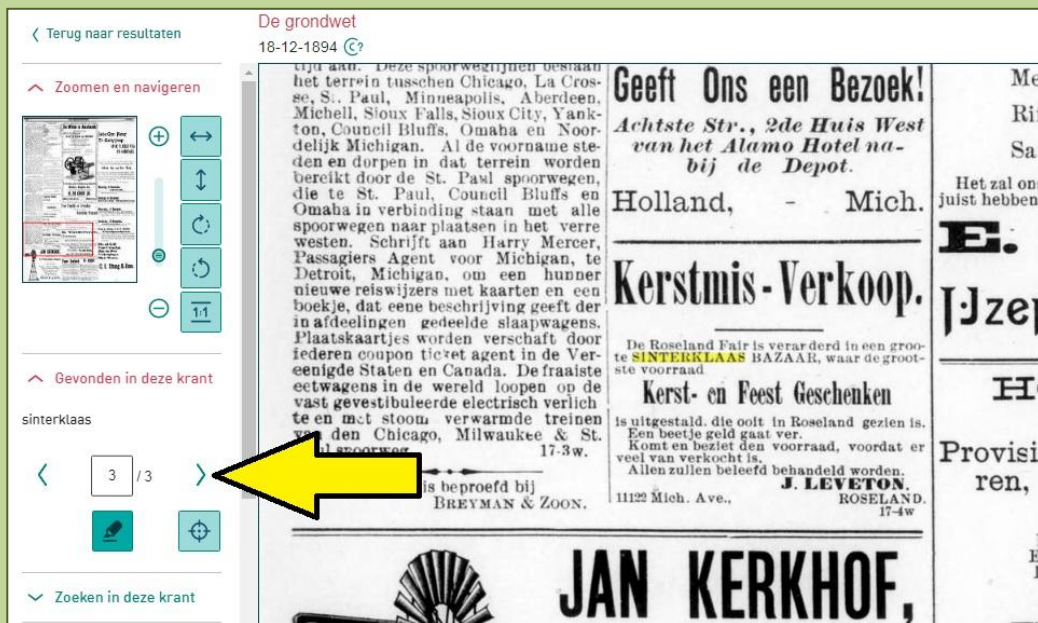 Terug naar resultaten
Zoomen en navigeren
1:1
Gevonden in deze krant
sinterklaas
3 / 3
Zoeken in deze krant
De grondwet
18-12-1894 C?
tijd aan. Deze spoorweglijnen beslaan
het terrein tusschen Chicago, La Cros-
se, St. Paul, Minneapolis, Aberdeen,
Michell, Sioux Falls, Sioux City, Yank-
ton, Council Bluffs, Omaha en Noor-
delijk Michigan. Al de voorname ste-
den en dorpen in dat terrein worden
bereikt door de St. Paul spoorwegen,
die te St. Paul, Council Bluffs en
Omaha in verbinding staan met alle
spoorwegen naar plaatsen in het verre
westen. Schrijft aan Harry Mercer,
Passagiers Agent voor Michigan, te
Detroit, Michigan, om een hunner
nieuwe reiswijzers met kaarten en een
boekje, dat eene beschrijving geeft der
in afdeelingen gedeelde slaapwagens.
Plaatskaartjes worden verschaft door
iederen coupon ticket agent in de Ver-
eenigde Staten en Canada. De fraaiste
eetwagens in de wereld loopen op de
vast gevestibuleerde electrisch verlich
te en met stoom verwarmde treinen
van den Chicago, Milwaukee & St.
spoorweg. 17-3w.
is beproefd bij
BREYMAN & ZOON.
Geeft Ons een Bezoek!
Achtste Str., 2de Huis West
van het Alamo Hotel na-
bij de Depot.
Holland, - Mich.
Kerstmis-Verkoop.
De Roseland Fair is verarderd in een groo-
te SINTERKLAAS BAZAAR, waar de groot-
ste voorraad
Kerst- en Feest Geschenken
is uitgestald, die ooit in Roseland gezien is.
Een beetje geld gaat ver.
Komt en beziet den voorraad, voordat er
veel van verkocht is.
Allen zullen beleefd behandeld worden.
J. LEVETON.
11122 Mich. Ave., ROSELAND.
17-4w
JAN KERKHOF,
Me
Ri
Sa
Het zal on
juist hebben
E.
IJze
H
Provisi
ren,